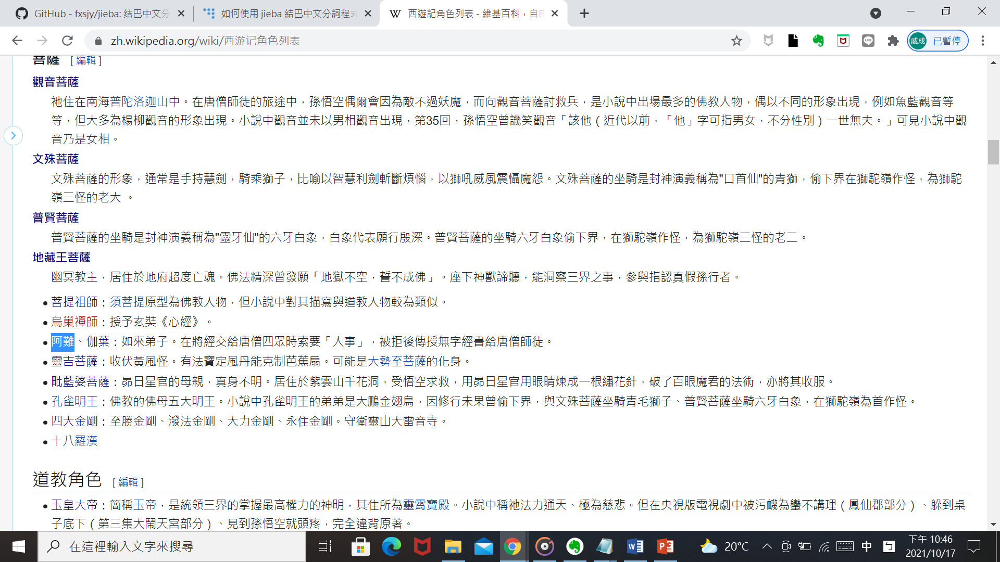 GitHub - fxsjy/jieba: 结巴中文分
如何使用 jieba 結巴中文分詞程式
W 西遊記角色列表 - 維基百科，自由
zh.wikipedia.org/wiki/西游记角色列表
威成 已暫停
菩薩 [ 編輯 ]
觀音菩薩
祂住在南海普陀洛迦山中。在唐僧師徒的旅途中，孫悟空偶爾會因為敵不過妖魔，而向觀音菩薩討救兵，是小說中出場最多的佛教人物，偶以不同的形象出現，例如魚藍觀音等
等，但大多為楊柳觀音的形象出現。小說中觀音並未以男相觀音出現，第35回，孫悟空曾譏笑觀音「該他（近代以前，「他」字可指男女，不分性別）一世無夫。」可見小說中觀
音乃是女相。
文殊菩薩
文殊菩薩的形象，通常是手持慧劍，騎乘獅子，比喻以智慧利劍斬斷煩惱，以獅吼威風震懾魔怨。文殊菩薩的坐騎是封神演義稱為"口首仙"的青獅，偷下界在獅駝嶺作怪，為獅駝
嶺三怪的老大 。
普賢菩薩
普賢菩薩的坐騎是封神演義稱為"靈牙仙"的六牙白象，白象代表願行殷深。普賢菩薩的坐騎六牙白象偷下界，在獅駝嶺作怪，為獅駝嶺三怪的老二。
地藏王菩薩
幽冥教主，居住於地府超度亡魂。佛法精深曾發願「地獄不空，誓不成佛」。座下神獸諦聽，能洞察三界之事，參與指認真假孫行者。
菩提祖師：須菩提原型為佛教人物，但小說中對其描寫與道教人物較為類似。
烏巢禪師：授予玄奘《心經》。
阿難、伽葉：如來弟子。在將經交給唐僧四眾時索要「人事」，被拒後傳授無字經書給唐僧師徒。
靈吉菩薩：收伏黃風怪。有法寶定風丹能克制芭蕉扇。可能是大勢至菩薩的化身。
毗藍婆菩薩：昴日星官的母親，真身不明。居住於紫雲山千花洞，受悟空求救，用昴日星官用眼睛煉成一根繡花針，破了百眼魔君的法術，亦將其收服。
孔雀明王：佛教的佛母五大明王。小說中孔雀明王的弟弟是大鵬金翅鳥，因修行未果曾偷下界，與文殊菩薩坐騎青毛獅子、普賢菩薩坐騎六牙白象，在獅駝嶺為首作怪。
四大金剛：至勝金剛、潑法金剛、大力金剛、永住金剛。守衛靈山大雷音寺。
十八羅漢
道教角色 [ 編輯 ]
玉皇大帝：簡稱玉帝，是統領三界的掌握最高權力的神明，其住所為靈霄寶殿。小說中稱祂法力通天、極為慈悲。但在央視版電視劇中被污衊為蠻不講理（鳳仙郡部分）、躲到桌
子底下（第三集大鬧天宮部分）、見到孫悟空就頭疼，完全違背原著。
在這裡輸入文字來搜尋
20°C
中
ㄅ
下午 10:46
2021/10/17